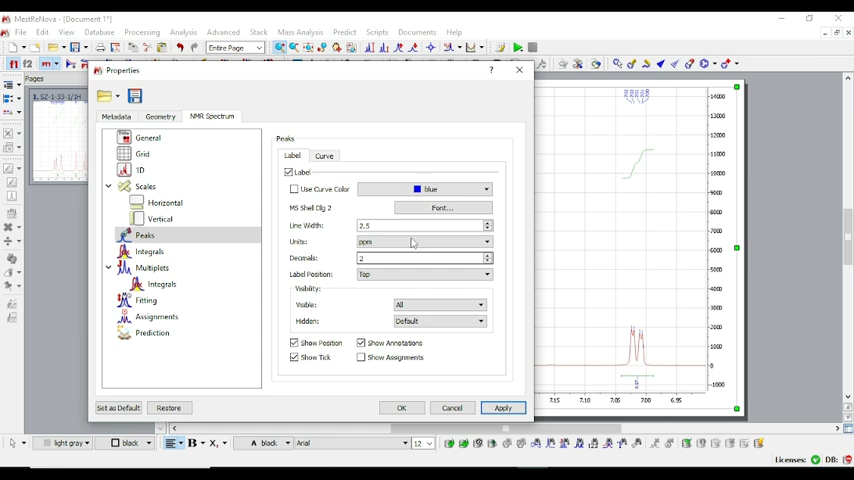 MestReNova - [Document 1*]
File Edit View Database Processing Analysis Advanced Stack Mass Analysis Predict Scripts Documents Help
Entire Page
Pages
1. SZ-1-33-1/1H
Properties
Metadata Geometry NMR Spectrum
General
Grid
1D
Scales
Horizontal
Vertical
Peaks
Integrals
Multiplets
Integrals
Fitting
Assignments
Prediction
Peaks
Label Curve
Label
Use Curve Color blue
MS Shell Dlg 2 Font...
Line Width: 2.5
Units: ppm
Decimals: 2
Label Position: Top
Visibility:
Visible: All
Hidden: Default
Show Position Show Annotations
Show Tick Show Assignments
Set as Default Restore OK Cancel Apply
14000
13000
12000
11000
10000
9000
8000
7000
6000
5000
4000
3000
2000
1000
0
-1000
7.15 7.10 7.05 7.00 6.95
light gray black B X, A black Arial 12
Licenses: DB: